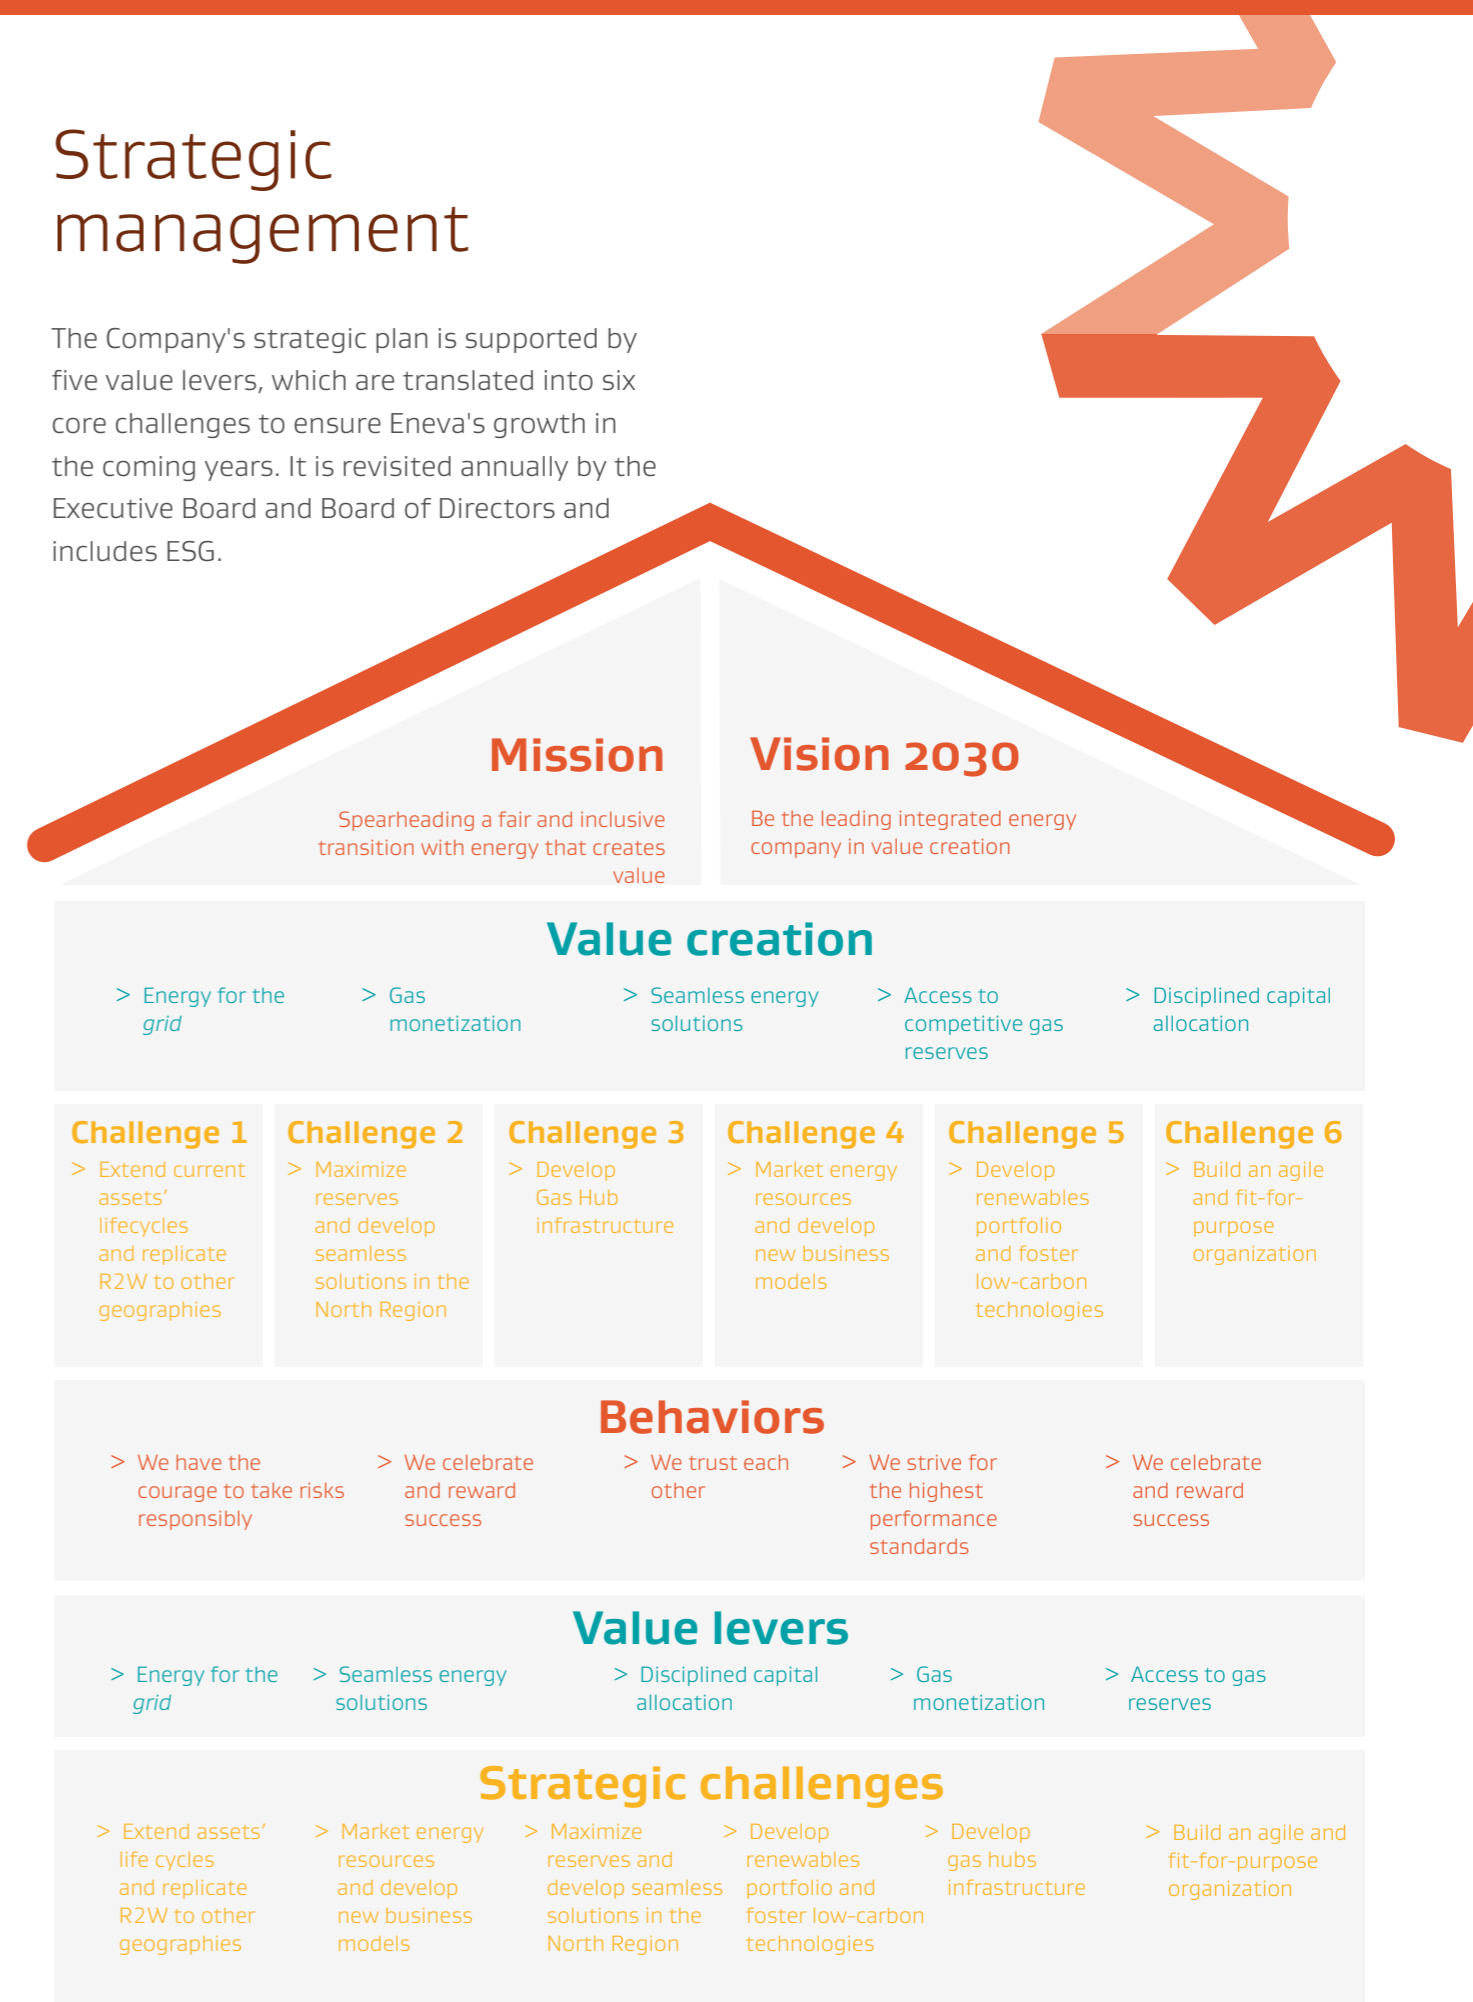 Strategic
management
The Company's strategic plan is supported by
five value levers, which are translated into six
core challenges to ensure Eneva's growth in
the coming years. It is revisited annually by the
Executive Board and Board of Directors and
includes ESG.
Mission
Spearheading a fair and inclusive
transition with energy that creates
value
Vision 2030
Be the leading integrated energy
company in value creation
Value creation
> Energy for the
grid
> Gas
monetization
> Seamless energy
solutions
> Access to
competitive gas
reserves
> Disciplined capital
allocation
Challenge 1
> Extend current
assets’
lifecycles
and replicate
R2W to other
geographies
Challenge 2
> Maximize
reserves
and develop
seamless
solutions in the
North Region
Challenge 3
> Develop
Gas Hub
infrastructure
Challenge 4
> Market energy
resources
and develop
new business
models
Challenge 5
> Develop
renewables
portfolio
and foster
low-carbon
technologies
Challenge 6
> Build an agile
and fit-for-
purpose
organization
Behaviors
> We have the
courage to take risks
responsibly
> We celebrate
and reward
success
> We trust each
other
> We strive for
the highest
performance
standards
> We celebrate
and reward
success
Value levers
> Energy for the
grid
> Seamless energy
solutions
> Disciplined capital
allocation
> Gas
monetization
> Access to gas
reserves
Strategic challenges
> Extend assets’
life cycles
and replicate
R2W to other
geographies
> Market energy
resources
and develop
new business
models
> Maximize
reserves and
develop seamless
solutions in the
North Region
> Develop
renewables
portfolio and
foster low-carbon
technologies
> Develop
gas hubs
infrastructure
> Build an agile and
fit-for-purpose
organization